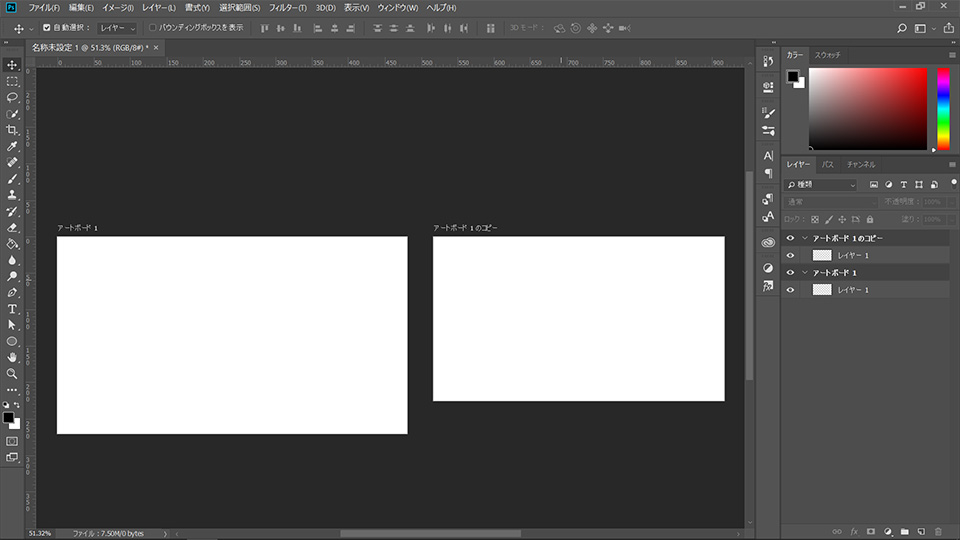 Ps ファイル(F) 編集(E) イメージ(I) レイヤー(L) 書式(Y) 選択範囲(S) フィルター(T) 3D(D) 表示(V) ウィンドウ(W) ヘルプ(H)
自動選択： レイヤー バウンディングボックスを表示 3Dモード：
名称未設定 1 @ 51.3% (RGB/8#) * ×
0 50 100 150 200 250 300 350 400 450 500 550 600 650 700 750 800 850 900
カラー スウォッチ
レイヤー パス チャンネル
種類
通常 不透明度： 100%
ロック： 塗り： 100%
アートボード 1 のコピー
レイヤー 1
アートボード 1
レイヤー 1
アートボード 1
アートボード 1 のコピー
51.32% ファイル : 7.50M/0 bytes